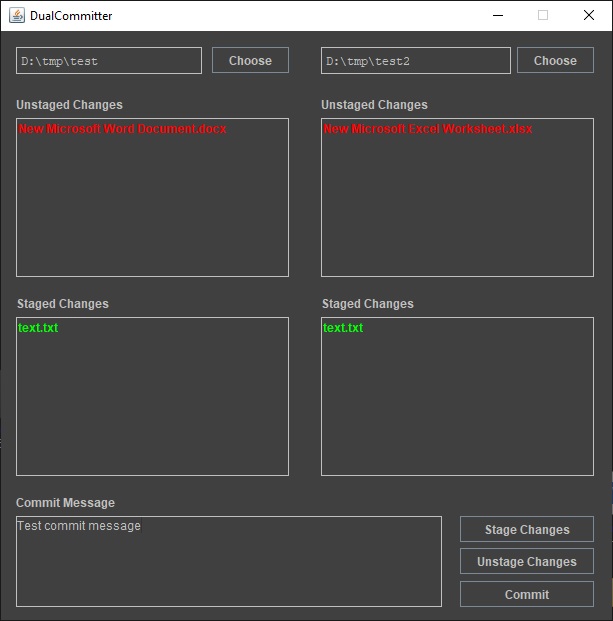 DualCommitter
D:\tmp\test
Choose
D:\tmp\test2
Choose
Unstaged Changes
Unstaged Changes
New Microsoft Word Document.docx
New Microsoft Excel Worksheet.xlsx
Staged Changes
Staged Changes
text.txt
text.txt
Commit Message
Test commit message
Stage Changes
Unstage Changes
Commit